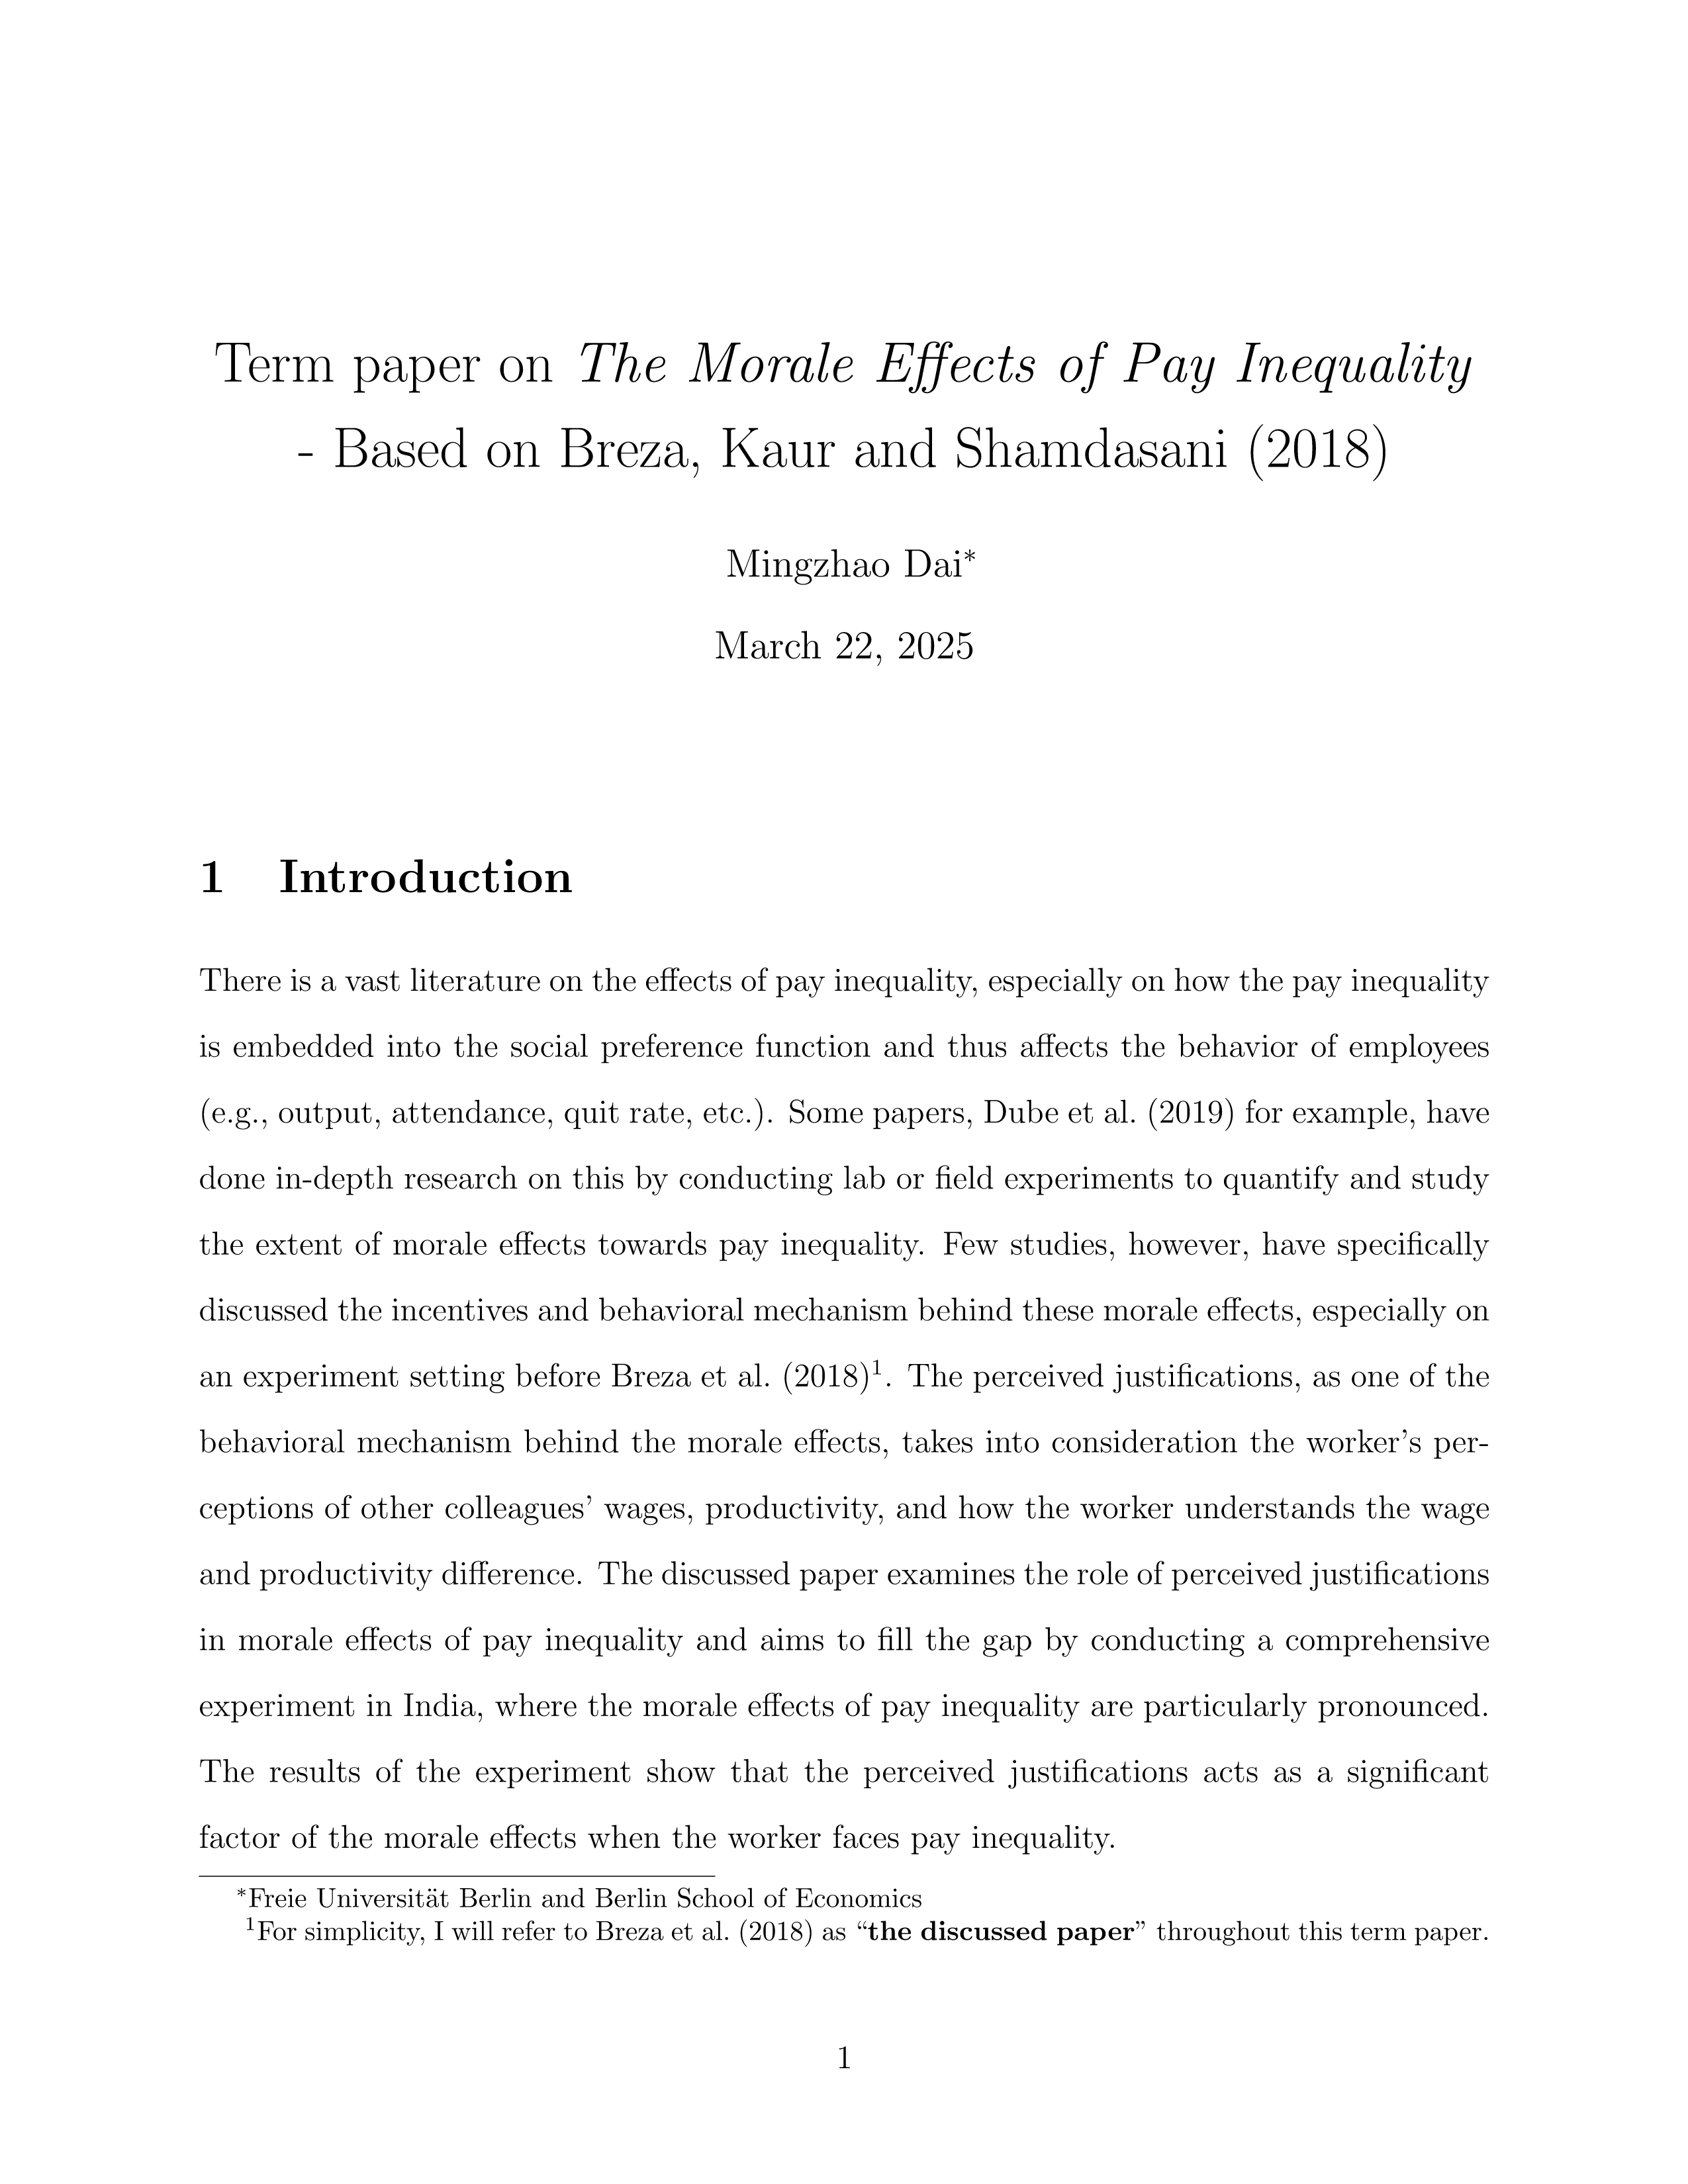 Term paper on The Morale Effects of Pay Inequality
- Based on Breza, Kaur and Shamdasani (2018)
Mingzhao Dai*
March 22, 2025
1 Introduction
There is a vast literature on the effects of pay inequality, especially on how the pay inequality
is embedded into the social preference function and thus affects the behavior of employees
(e.g., output, attendance, quit rate, etc.). Some papers, Dube et al. (2019) for example, have
done in-depth research on this by conducting lab or field experiments to quantify and study
the extent of morale effects towards pay inequality. Few studies, however, have specifically
discussed the incentives and behavioral mechanism behind these morale effects, especially on
an experiment setting before Breza et al. (2018)1. The perceived justifications, as one of the
behavioral mechanism behind the morale effects, takes into consideration the worker's per-
ceptions of other colleagues' wages, productivity, and how the worker understands the wage
and productivity difference. The discussed paper examines the role of perceived justifications
in morale effects of pay inequality and aims to fill the gap by conducting a comprehensive
experiment in India, where the morale effects of pay inequality are particularly pronounced.
The results of the experiment show that the perceived justifications acts as a significant
factor of the morale effects when the worker faces pay inequality.
*Freie Universität Berlin and Berlin School of Economics
1For simplicity, I will refer to Breza et al. (2018) as “the discussed paper” throughout this term paper.
1